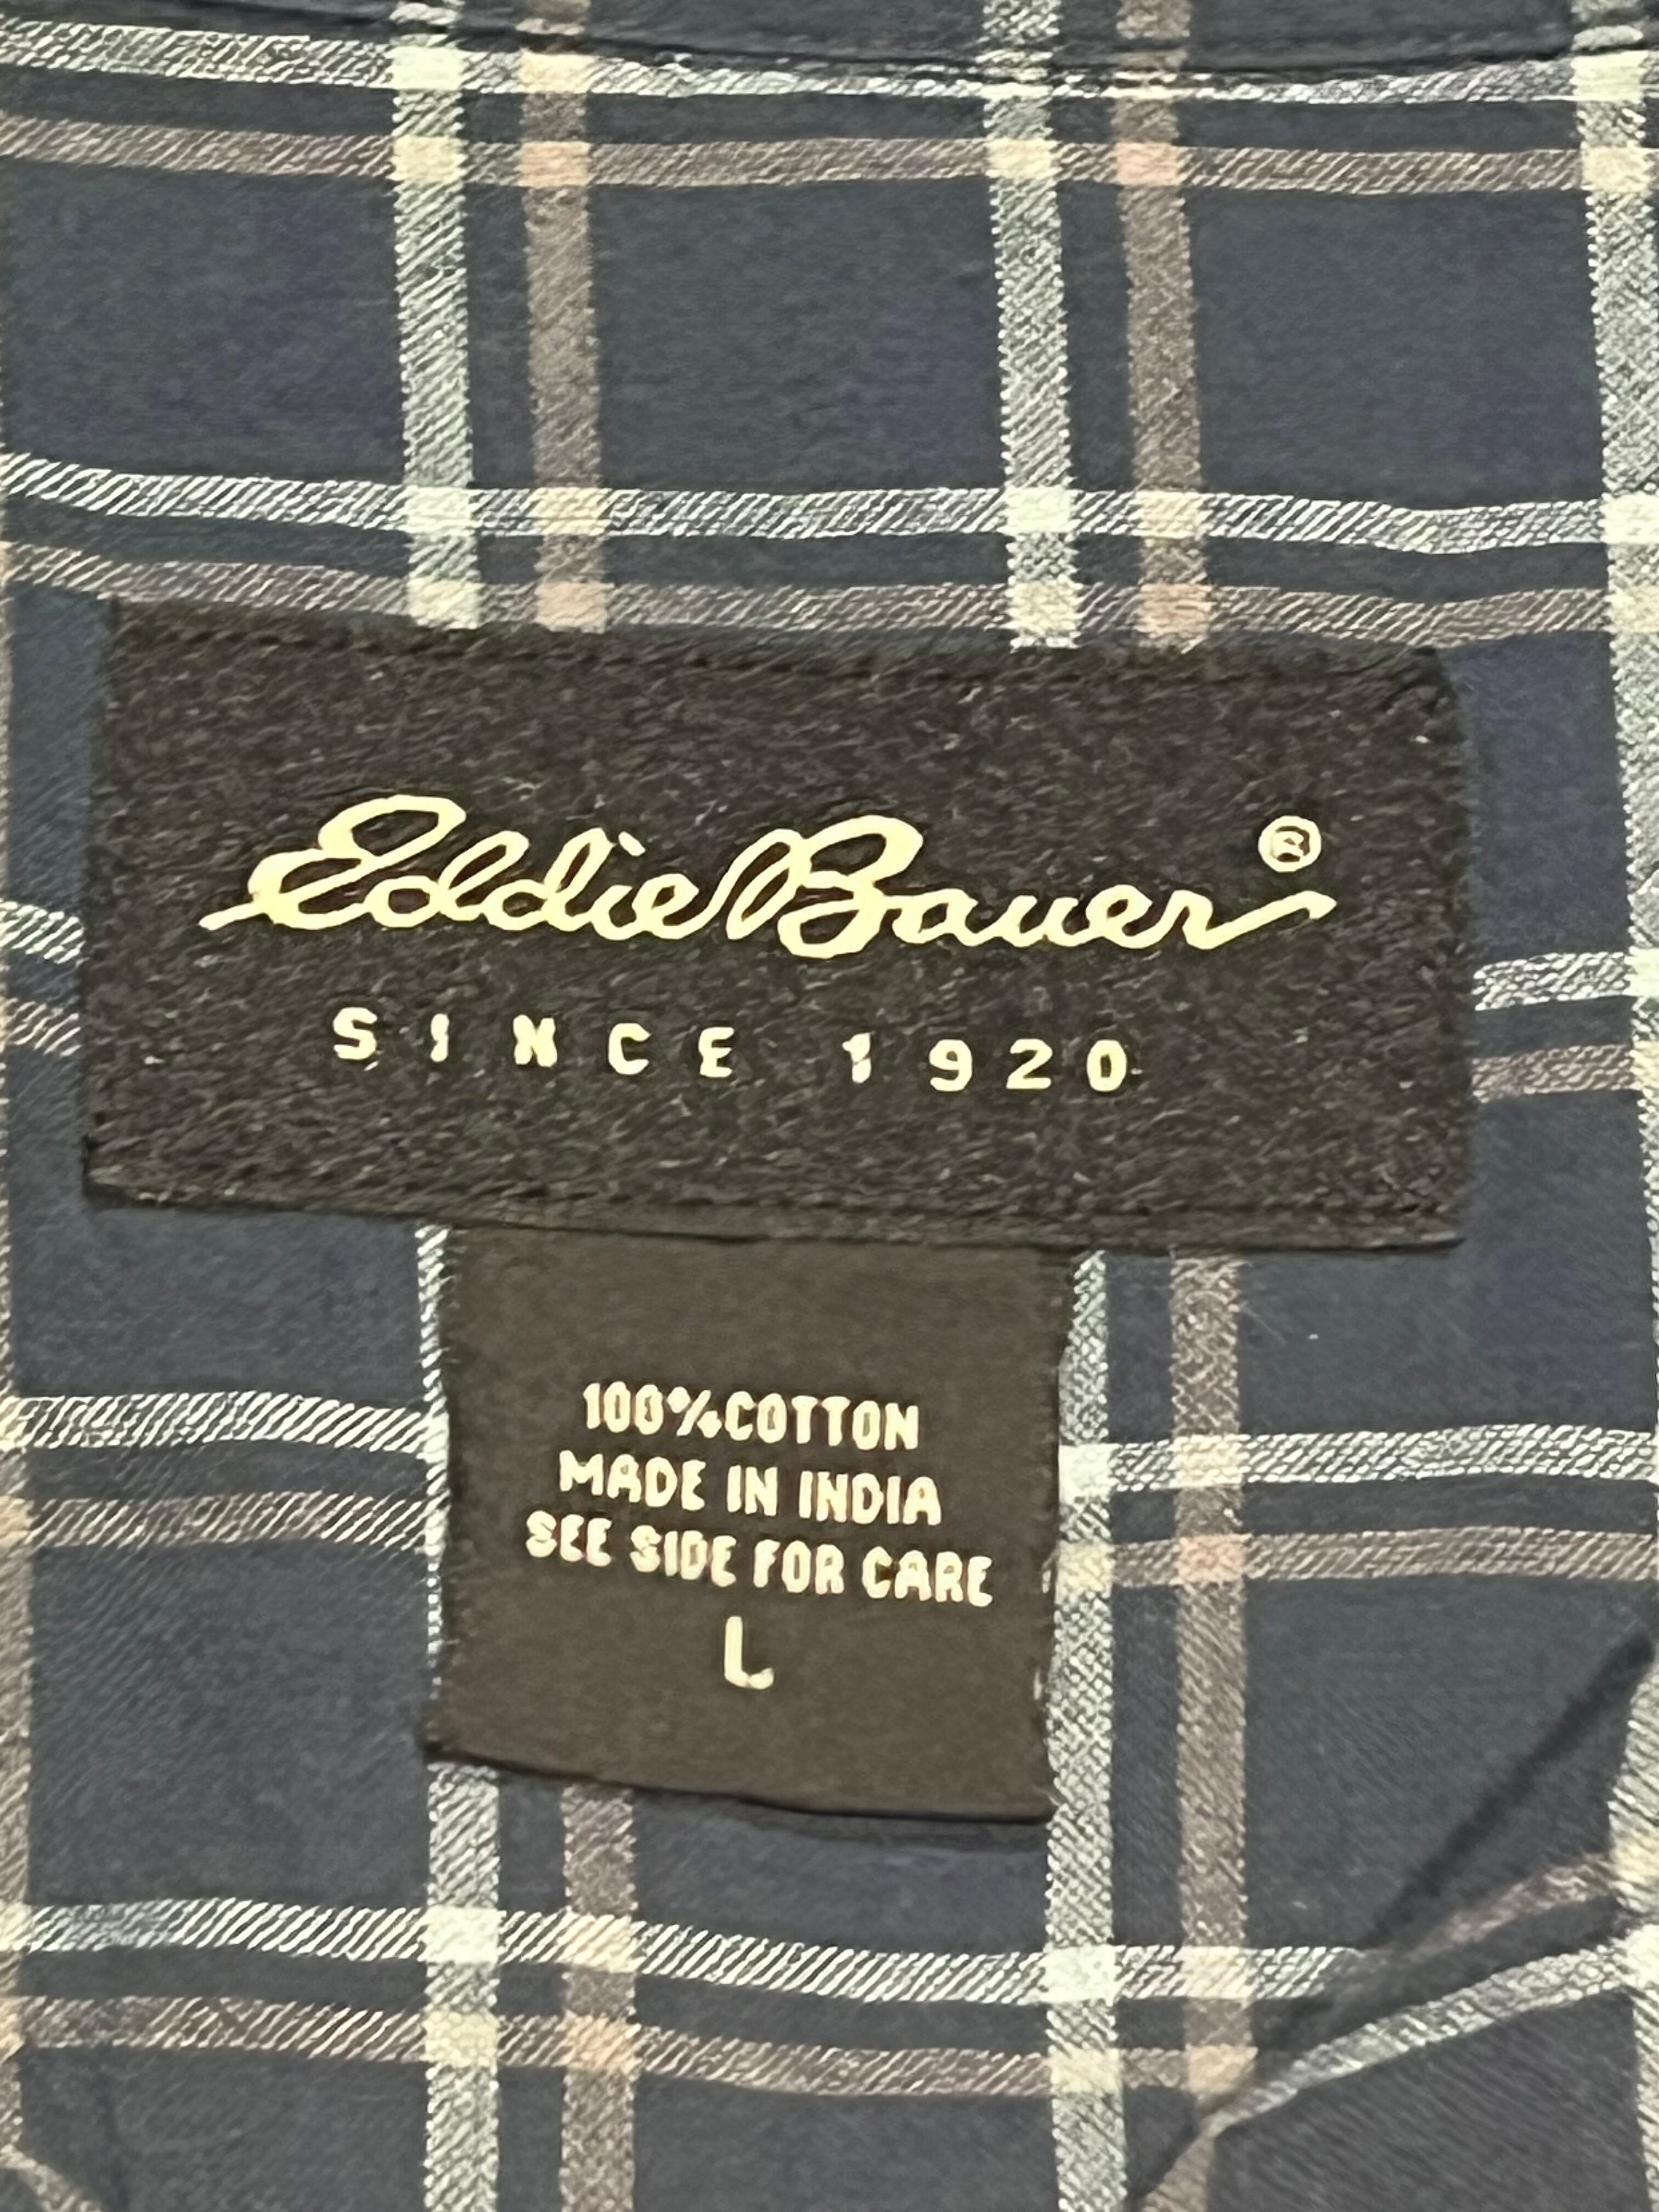 Eddie Bauer®
SINCE 1920
100%COTTON
MADE IN INDIA
SEE SIDE FOR CARE
L